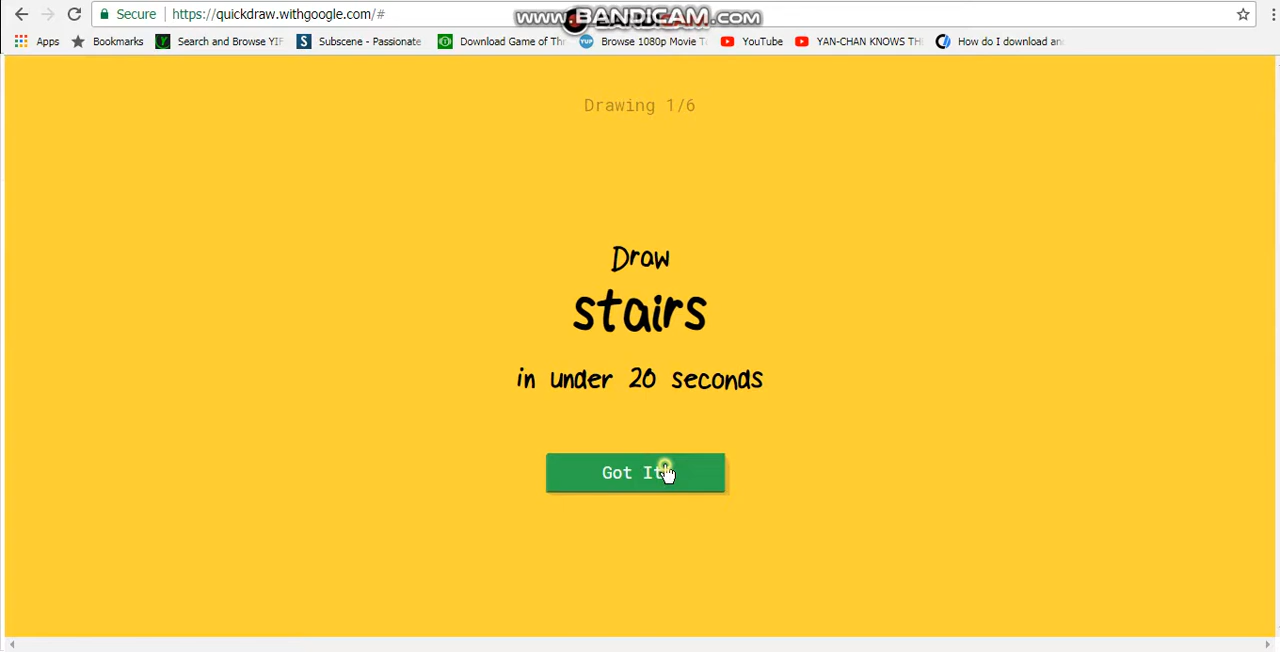 www.BANDICAM.com
Secure https://quickdraw.withgoogle.com/#
Apps Bookmarks Search and Browse YIF Subscene - Passionate Download Game of Th Browse 1080p Movie T YouTube YAN-CHAN KNOWS TH How do I download and
Drawing 1/6
Draw
stairs
in under 20 seconds
Got It